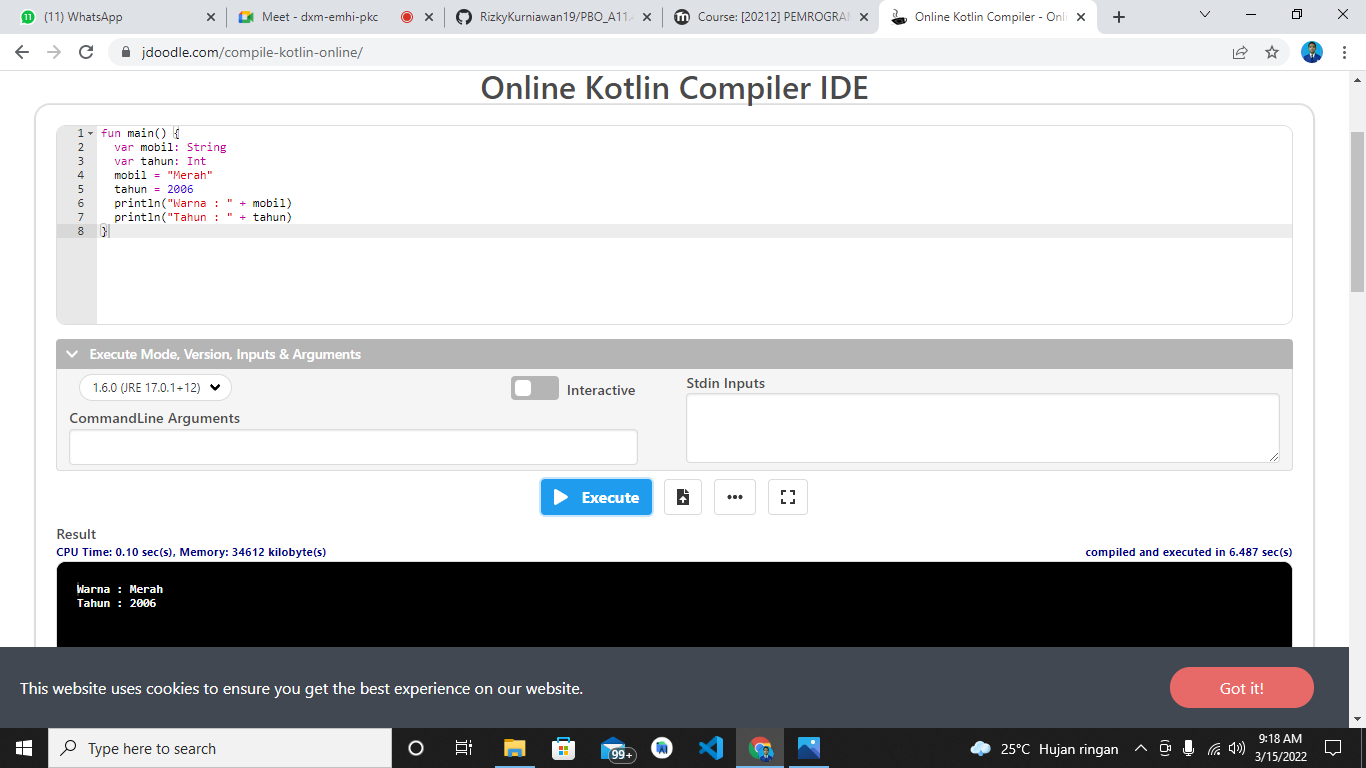 (11) WhatsApp
Meet - dxm-emhi-pkc
RizkyKurniawan19/PBO_A11.
Course: [20212] PEMROGRA
Online Kotlin Compiler - Onl
jdoodle.com/compile-kotlin-online/
Online Kotlin Compiler IDE
1 fun main() {
2 var mobil: String
3 var tahun: Int
4 mobil = "Merah"
5 tahun = 2006
6 println("Warna : " + mobil)
7 println("Tahun : " + tahun)
8 }
Execute Mode, Version, Inputs & Arguments
1.6.0 (JRE 17.0.1+12)
Interactive
Stdin Inputs
CommandLine Arguments
Execute
Result
CPU Time: 0.10 sec(s), Memory: 34612 kilobyte(s)
compiled and executed in 6.487 sec(s)
Warna : Merah
Tahun : 2006
This website uses cookies to ensure you get the best experience on our website.
Got it!
Type here to search
99+
25°C Hujan ringan
9:18 AM
3/15/2022